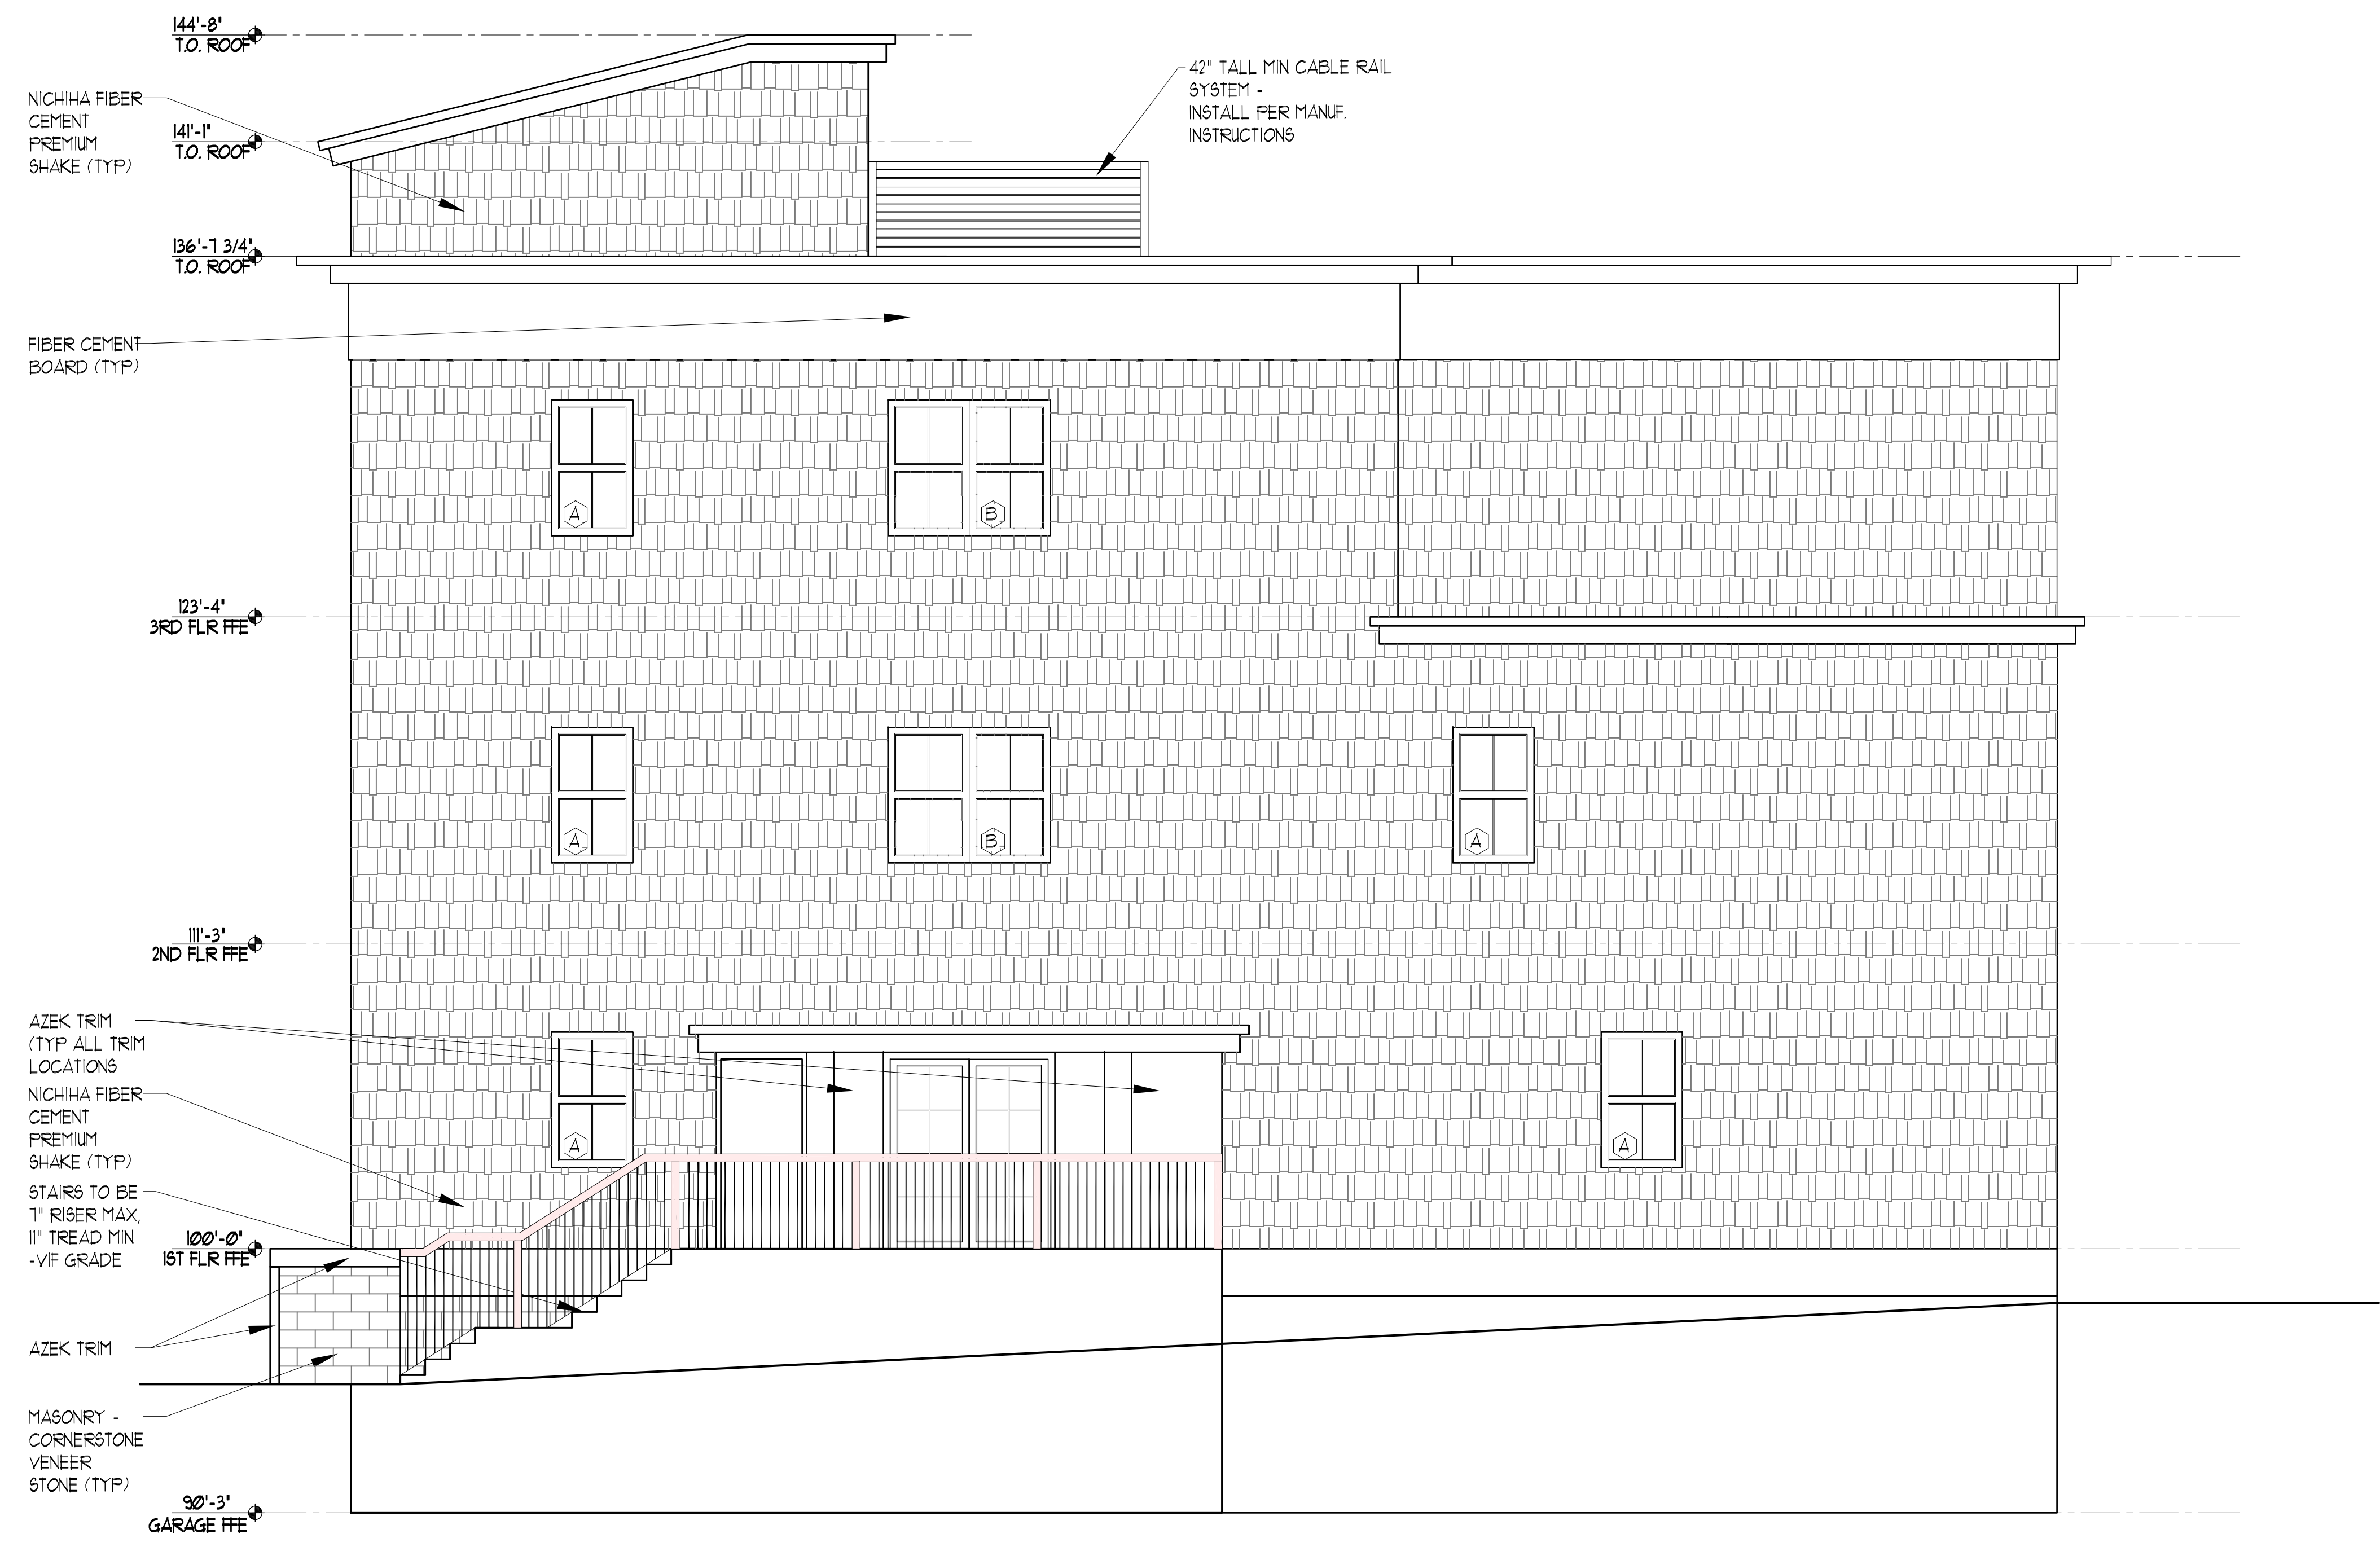 144'-8"
T.O. ROOF
42" TALL MIN CABLE RAIL
SYSTEM -
INSTALL PER MANUF.
INSTRUCTIONS
NICHIHA FIBER
CEMENT
PREMIUM
SHAKE (TYP)
141'-1"
T.O. ROOF
136'-7 3/4"
T.O. ROOF
FIBER CEMENT
BOARD (TYP)
A
B
123'-4"
3RD FLR FFE
A
B
A
111'-3"
2ND FLR FFE
AZEK TRIM
(TYP ALL TRIM
LOCATIONS
NICHIHA FIBER
CEMENT
PREMIUM
SHAKE (TYP)
A
A
STAIRS TO BE
7" RISER MAX,
11" TREAD MIN
-VIF GRADE
100'-0"
1ST FLR FFE
AZEK TRIM
MASONRY -
CORNERSTONE
VENEER
STONE (TYP)
90'-3"
GARAGE FFE